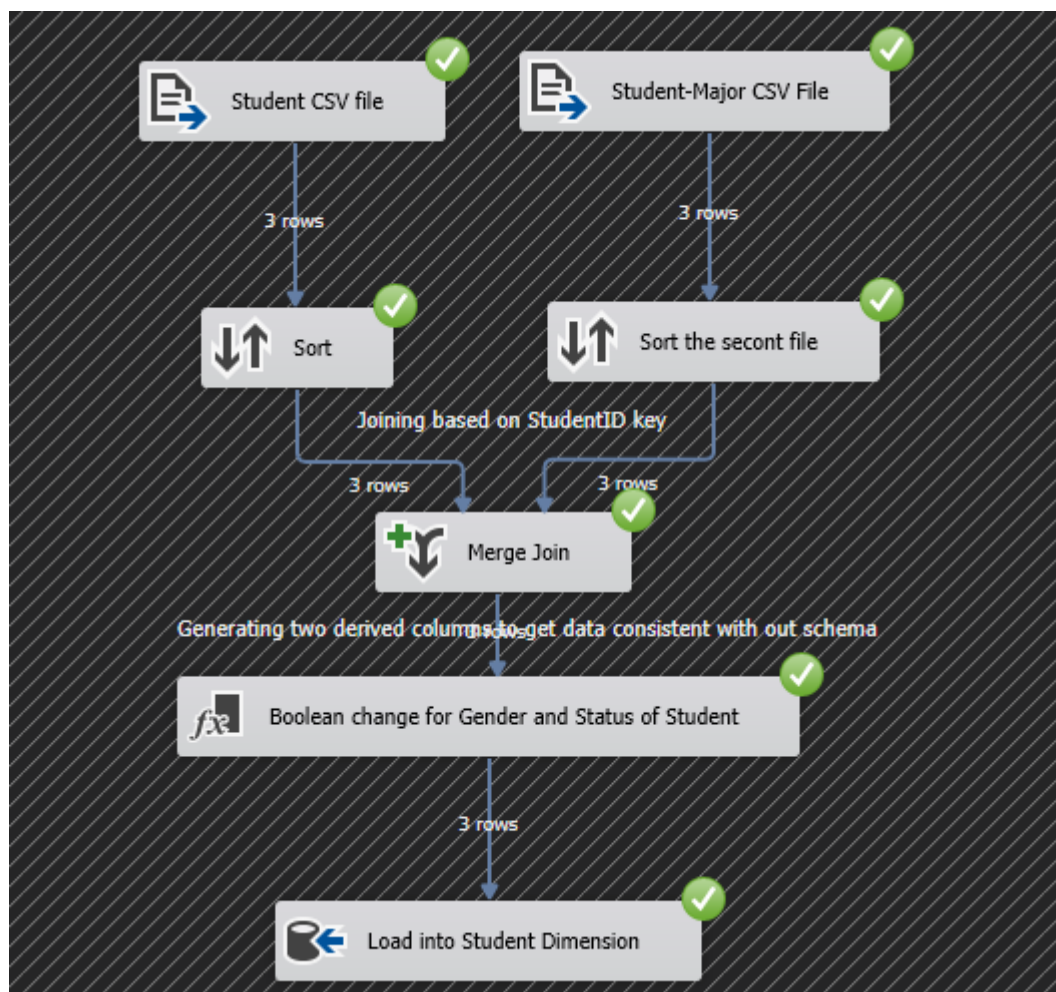 Student CSV file
Student-Major CSV File
3 rows
3 rows
Sort
Sort the secont file
Joining based on StudentID key
3 rows
3 rows
Merge Join
Generating two derived columns to get data consistent with out schema
3 rows
Boolean change for Gender and Status of Student
3 rows
Load into Student Dimension